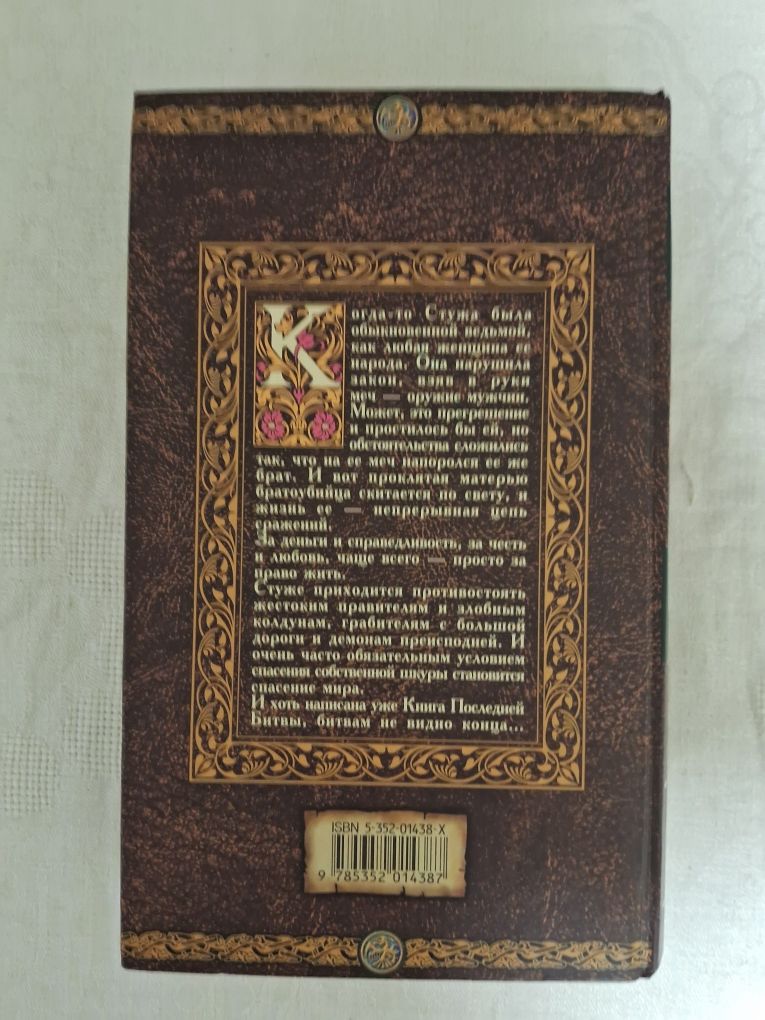 Когда-то Стужа была
обыкновенной ведьмой,
как любая женщина ее
народа. Она нарушила
закон, взяв в руки
меч — оружие мужчин.
Может, это прегрешение
и простилось бы ей, но
обстоятельства сложились
так, что на ее меч напоролся ее же
брат. И вот проклятая матерью
братоубийца скитается по свету, и
жизнь ее — непрерывная цепь
сражений.
За деньги и справедливость, за честь
и любовь, чаще всего — просто за
право жить.
Стуже приходится противостоять
жестоким правителям и злобным
колдунам, грабителям с большой
дороги и демонам преисподней. И
очень часто обязательным условием
спасения собственной шкуры становится
спасение мира.
И хоть написана уже Книга Последней
Битвы, битвам не видно конца...
ISBN 5-352-01438-X
9 785352 014387